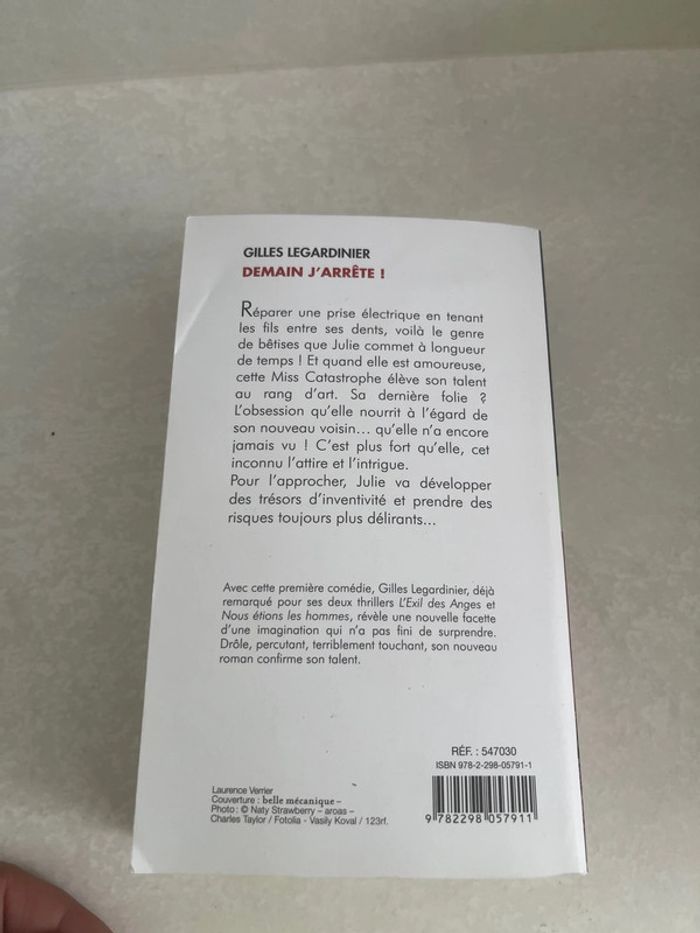 GILLES LEGARDINIER
DEMAIN J'ARRÊTE !
Réparer une prise électrique en tenant
les fils entre ses dents, voilà le genre
de bêtises que Julie commet à longueur
de temps ! Et quand elle est amoureuse,
cette Miss Catastrophe élève son talent
au rang d'art. Sa dernière folie ?
L'obsession qu'elle nourrit à l'égard de
son nouveau voisin... qu'elle n'a encore
jamais vu ! C'est plus fort qu'elle, cet
inconnu l'attire et l'intrigue.
Pour l'approcher, Julie va développer
des trésors d'inventivité et prendre des
risques toujours plus délirants...
Avec cette première comédie, Gilles Legardinier, déjà
remarqué pour ses deux thrillers L'Exil des Anges et
Nous étions les hommes, révèle une nouvelle facette
d'une imagination qui n'a pas fini de surprendre.
Drôle, percutant, terriblement touchant, son nouveau
roman confirme son talent.
RÉF. : 547030
ISBN 978-2-298-05791-1
Laurence Verrier
Couverture : belle mécanique –
Photo : © Naty Strawberry – aroas –
Charles Taylor / Fotolia - Vasily Koval / 123rf.
9 782298 057911